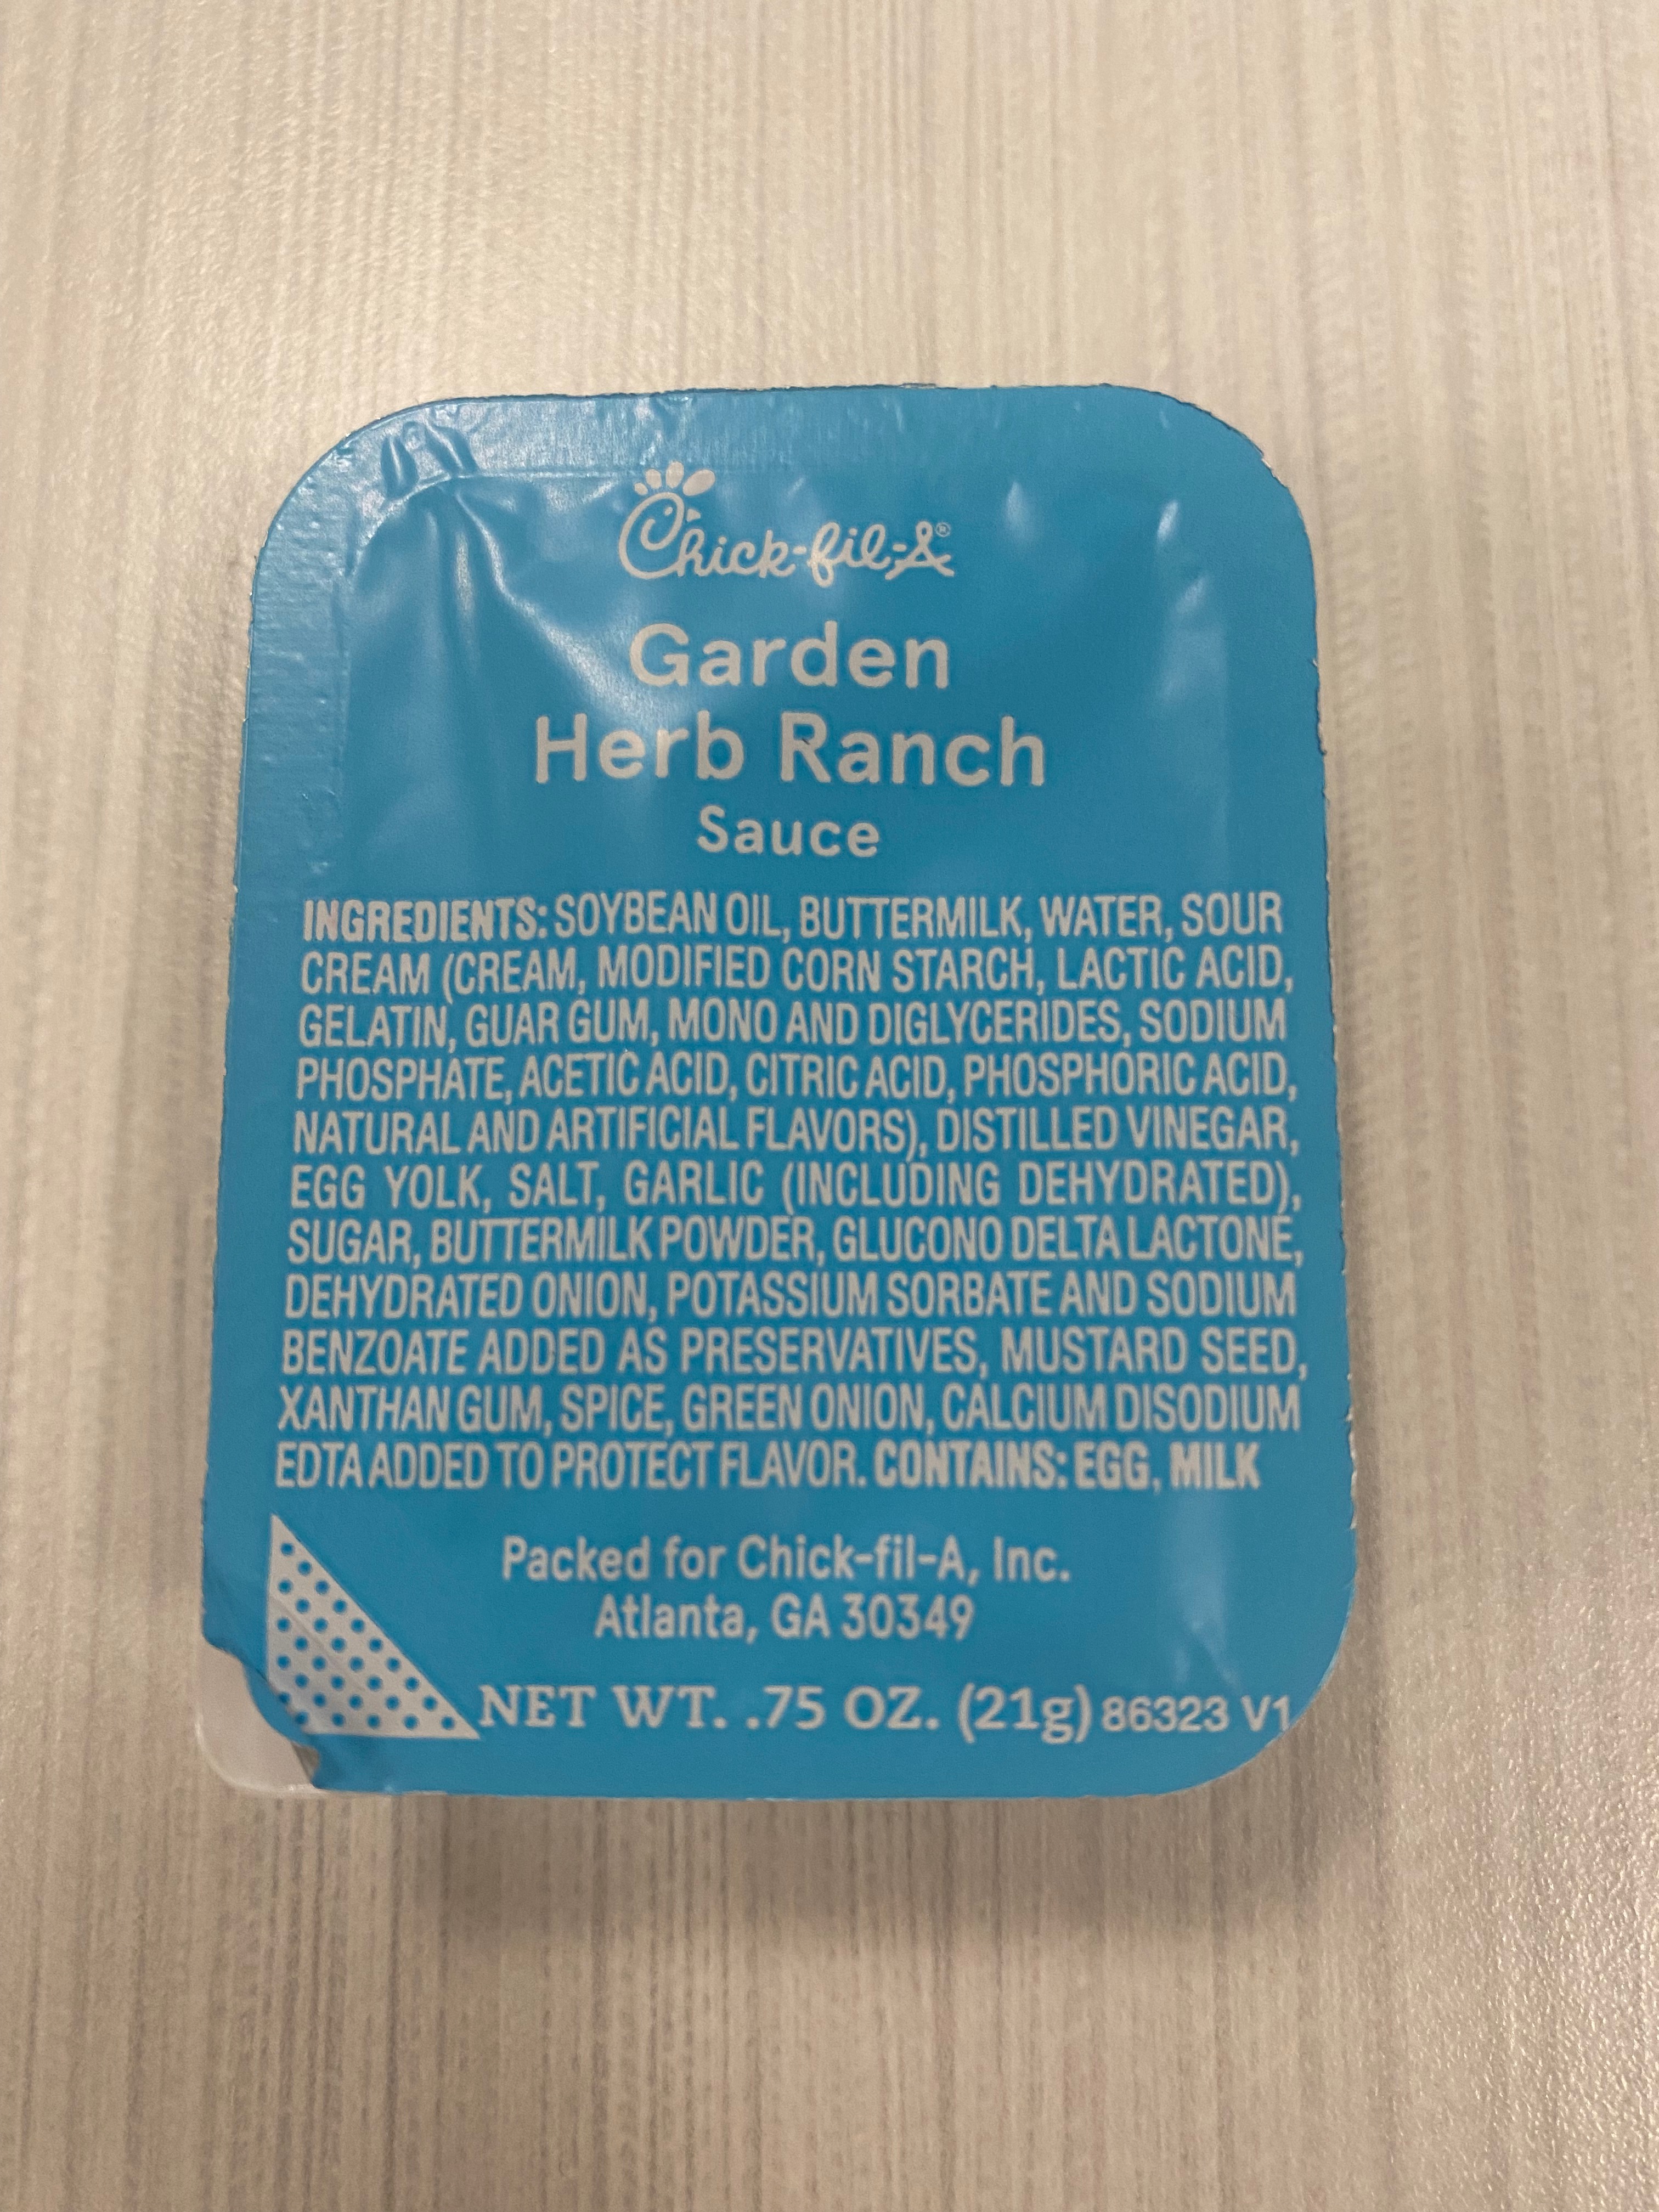 Chick-fil-A®
Garden
Herb Ranch
Sauce
INGREDIENTS: SOYBEAN OIL, BUTTERMILK, WATER, SOUR
CREAM (CREAM, MODIFIED CORN STARCH, LACTIC ACID,
GELATIN, GUAR GUM, MONO AND DIGLYCERIDES, SODIUM
PHOSPHATE, ACETIC ACID, CITRIC ACID, PHOSPHORIC ACID,
NATURAL AND ARTIFICIAL FLAVORS), DISTILLED VINEGAR,
EGG YOLK, SALT, GARLIC (INCLUDING DEHYDRATED),
SUGAR, BUTTERMILK POWDER, GLUCONO DELTA LACTONE,
DEHYDRATED ONION, POTASSIUM SORBATE AND SODIUM
BENZOATE ADDED AS PRESERVATIVES, MUSTARD SEED,
XANTHAN GUM, SPICE, GREEN ONION, CALCIUM DISODIUM
EDTA ADDED TO PROTECT FLAVOR. CONTAINS: EGG, MILK
Packed for Chick-fil-A, Inc.
Atlanta, GA 30349
NET WT. .75 OZ. (21g) 86323 V1